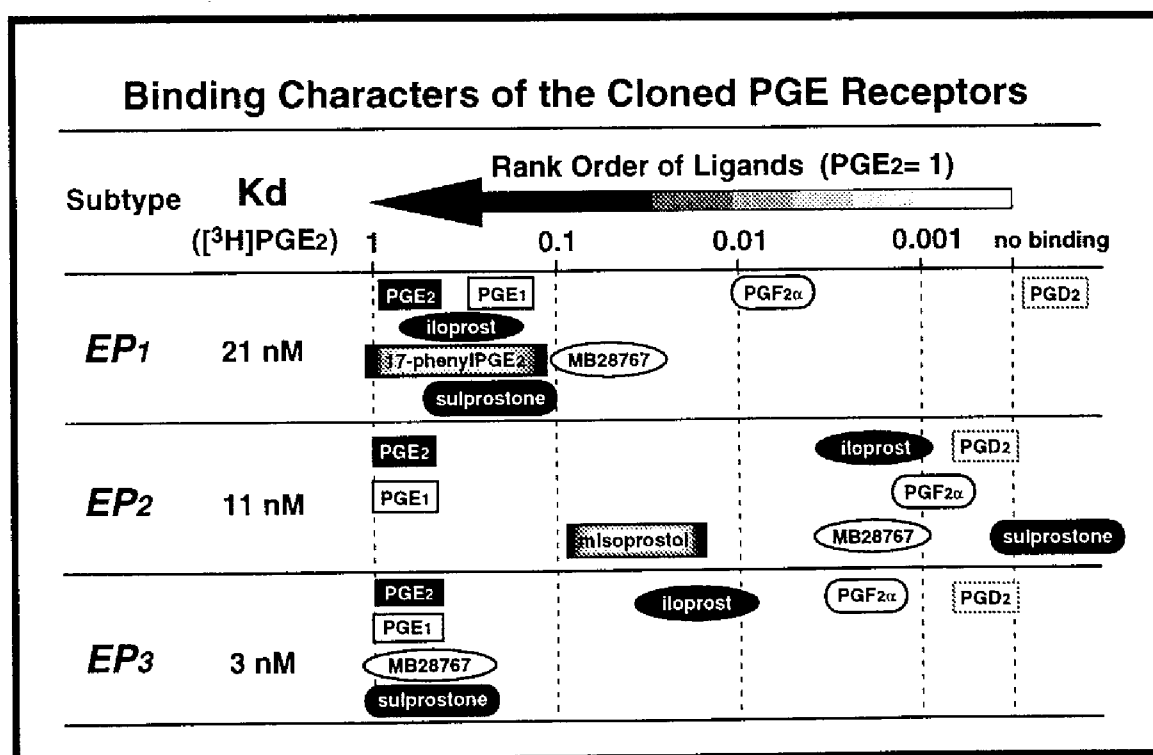 Binding Characters of the Cloned PGE Receptors
Rank Order of Ligands (PGE2= 1)
Subtype Kd
([³H]PGE2) 1 0.1 0.01 0.001 no binding
PGE2 PGE1 PGF2α PGD2
iloprost
EP1 21 nM 17-phenylPGE2 MB28767
sulprostone
PGE2 iloprost PGD2
EP2 11 nM PGE1 PGF2α
misoprostol MB28767 sulprostone
PGE2 iloprost PGF2α PGD2
PGE1
EP3 3 nM MB28767
sulprostone